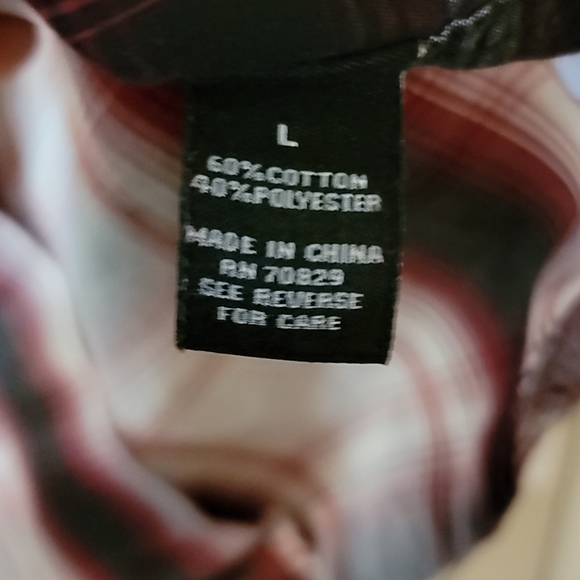 L
60%COTTON
40%POLYESTER
MADE IN CHINA
RN 70829
SEE REVERSE
FOR CARE